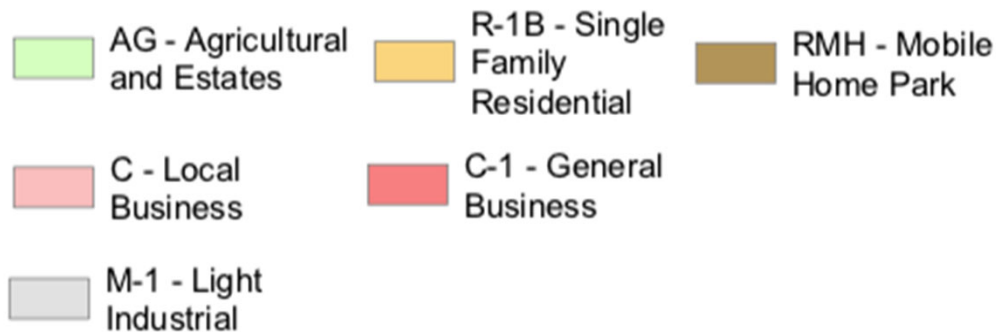 AG - Agricultural
and Estates
R-1B - Single
Family
Residential
RMH - Mobile
Home Park
C - Local
Business
C-1 - General
Business
M-1 - Light
Industrial